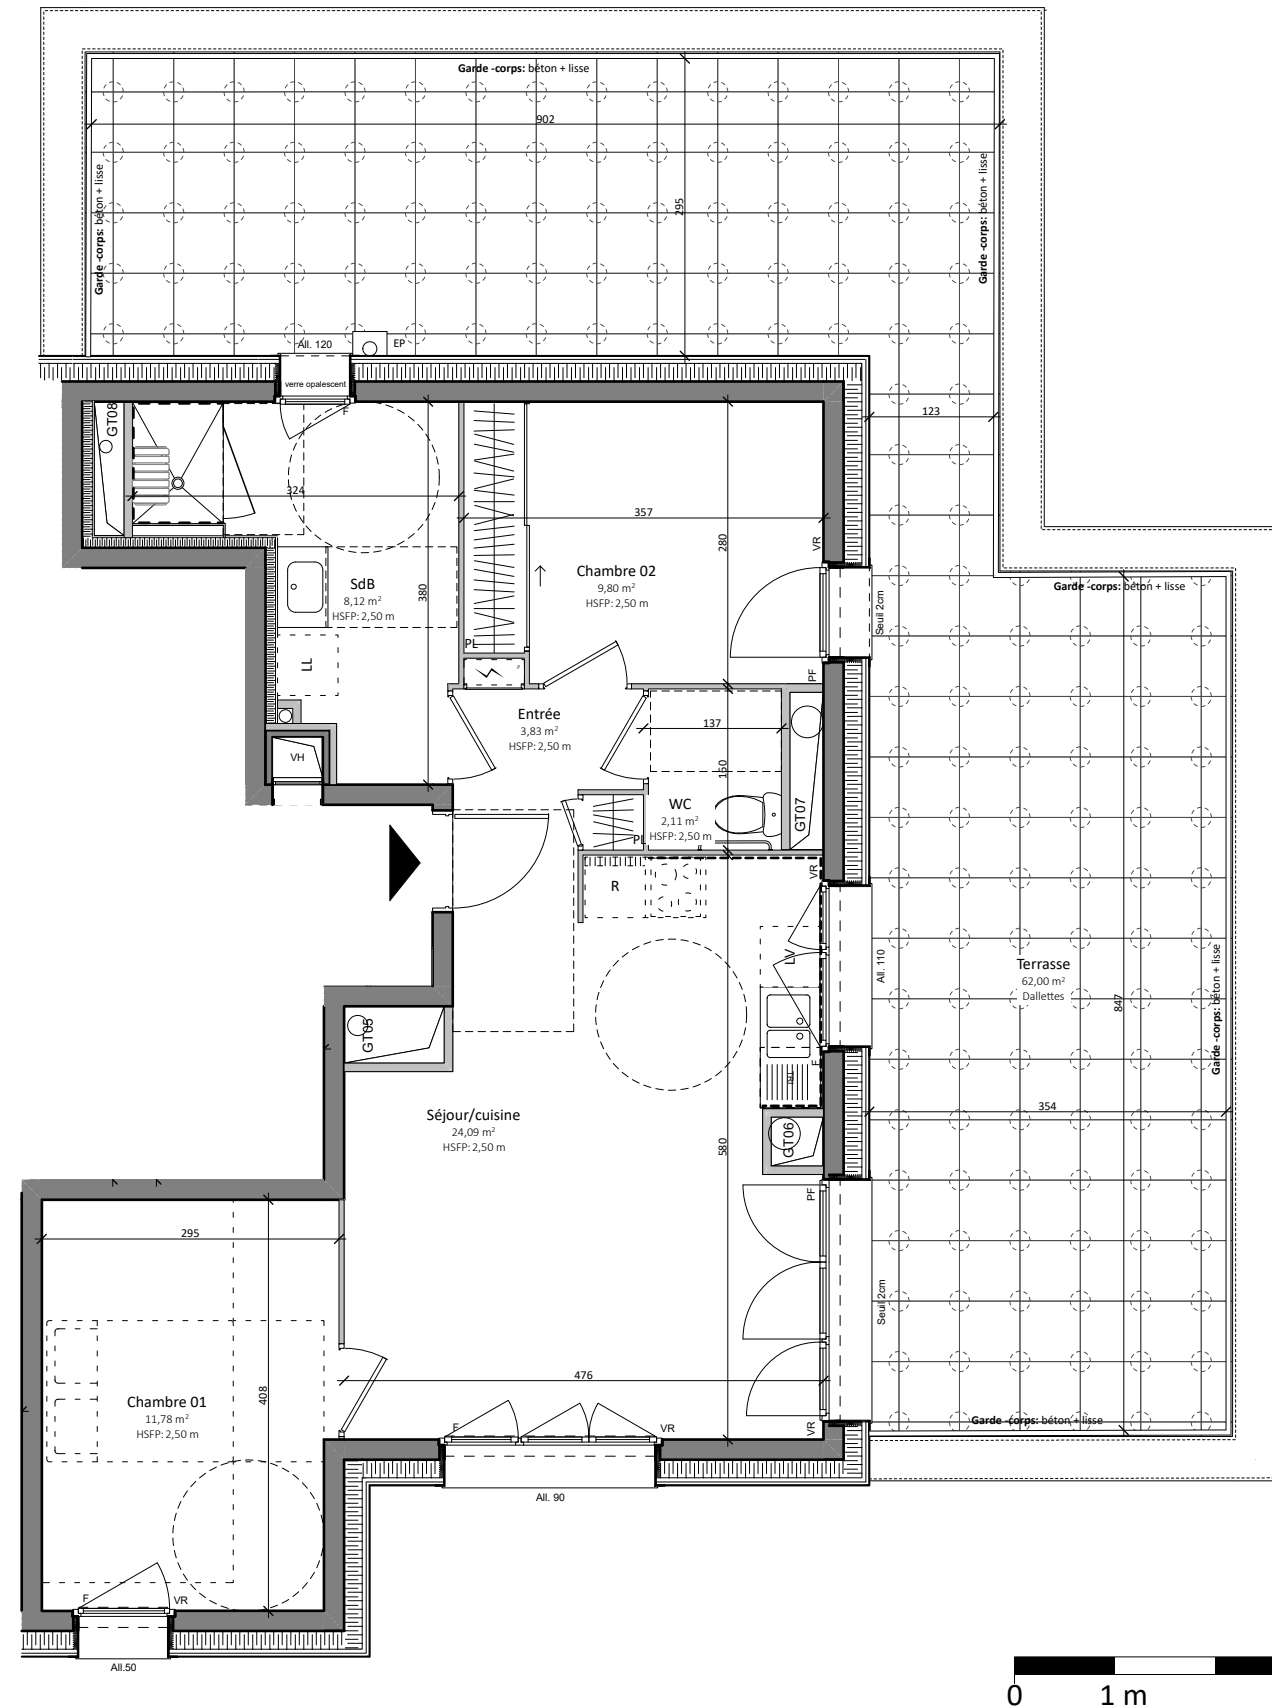 Garde -corps: béton + lisse
902
Garde -corps: béton + lisse
295
Garde -corps: béton + lisse
All. 120
EP
verre opalescent
F
GT08
123
324
357
280
VR
SdB
8,12 m²
HSFP: 2,50 m
380
Chambre 02
9,80 m²
HSFP: 2,50 m
Garde -corps: béton + lisse
Seuil 2cm
PL
LL
PF
Entrée
3,83 m²
HSFP: 2,50 m
137
160
VH
WC
2,11 m²
HSFP: 2,50 m
GT07
PL
R
VR
LV
All. 110
Terrasse
62,00 m²
Dallettes
847
Garde -corps: béton + lisse
GT05
F
TRI
Séjour/cuisine
24,09 m²
HSFP: 2,50 m
354
580
GT06
PF
295
Seuil 2cm
476
408
Chambre 01
11,78 m²
HSFP: 2,50 m
F
VR
VR
Garde -corps: béton + lisse
All. 90
F
VR
All.50
0
1 m